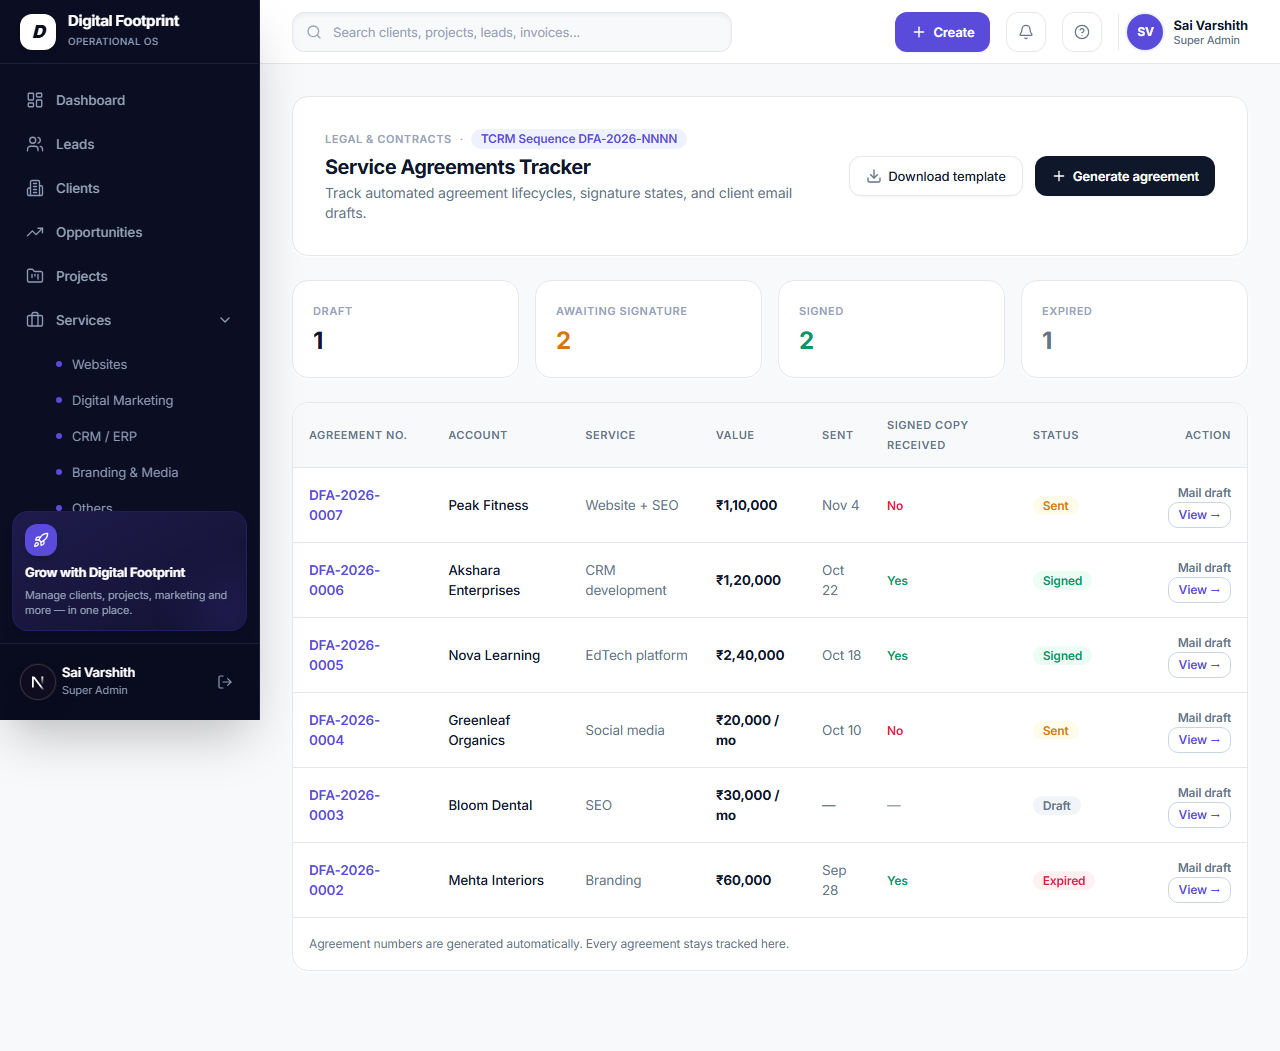 D
Digital Footprint
OPERATIONAL OS
Search clients, projects, leads, invoices...
Create
SV
Sai Varshith
Super Admin
Dashboard
Leads
Clients
Opportunities
Projects
Services
Websites
Digital Marketing
CRM / ERP
Branding & Media
Others
Grow with Digital Footprint
Manage clients, projects, marketing and
more — in one place.
N
Sai Varshith
Super Admin
LEGAL & CONTRACTS · TCRM Sequence DFA-2026-NNNN
Service Agreements Tracker
Track automated agreement lifecycles, signature states, and client email
drafts.
Download template
Generate agreement
DRAFT
1
AWAITING SIGNATURE
2
SIGNED
2
EXPIRED
1
AGREEMENT NO. ACCOUNT SERVICE VALUE SENT SIGNED COPY RECEIVED STATUS ACTION
DFA-2026-0007 Peak Fitness Website + SEO ₹1,10,000 Nov 4 No Sent Mail draft View →
DFA-2026-0006 Akshara Enterprises CRM development ₹1,20,000 Oct 22 Yes Signed Mail draft View →
DFA-2026-0005 Nova Learning EdTech platform ₹2,40,000 Oct 18 Yes Signed Mail draft View →
DFA-2026-0004 Greenleaf Organics Social media ₹20,000 / mo Oct 10 No Sent Mail draft View →
DFA-2026-0003 Bloom Dental SEO ₹30,000 / mo — — Draft Mail draft View →
DFA-2026-0002 Mehta Interiors Branding ₹60,000 Sep 28 Yes Expired Mail draft View →
Agreement numbers are generated automatically. Every agreement stays tracked here.